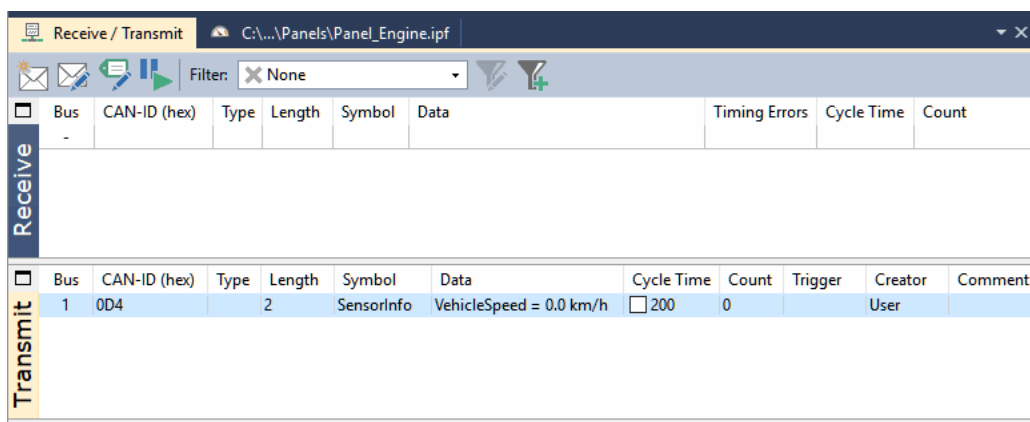 Receive / Transmit C:\...\Panels\Panel_Engine.ipf
Filter: None
Bus CAN-ID (hex) Type Length Symbol Data Timing Errors Cycle Time Count
-
Receive
Bus CAN-ID (hex) Type Length Symbol Data Cycle Time Count Trigger Creator Comment
1 0D4 2 SensorInfo VehicleSpeed = 0.0 km/h 200 0 User
Transmit